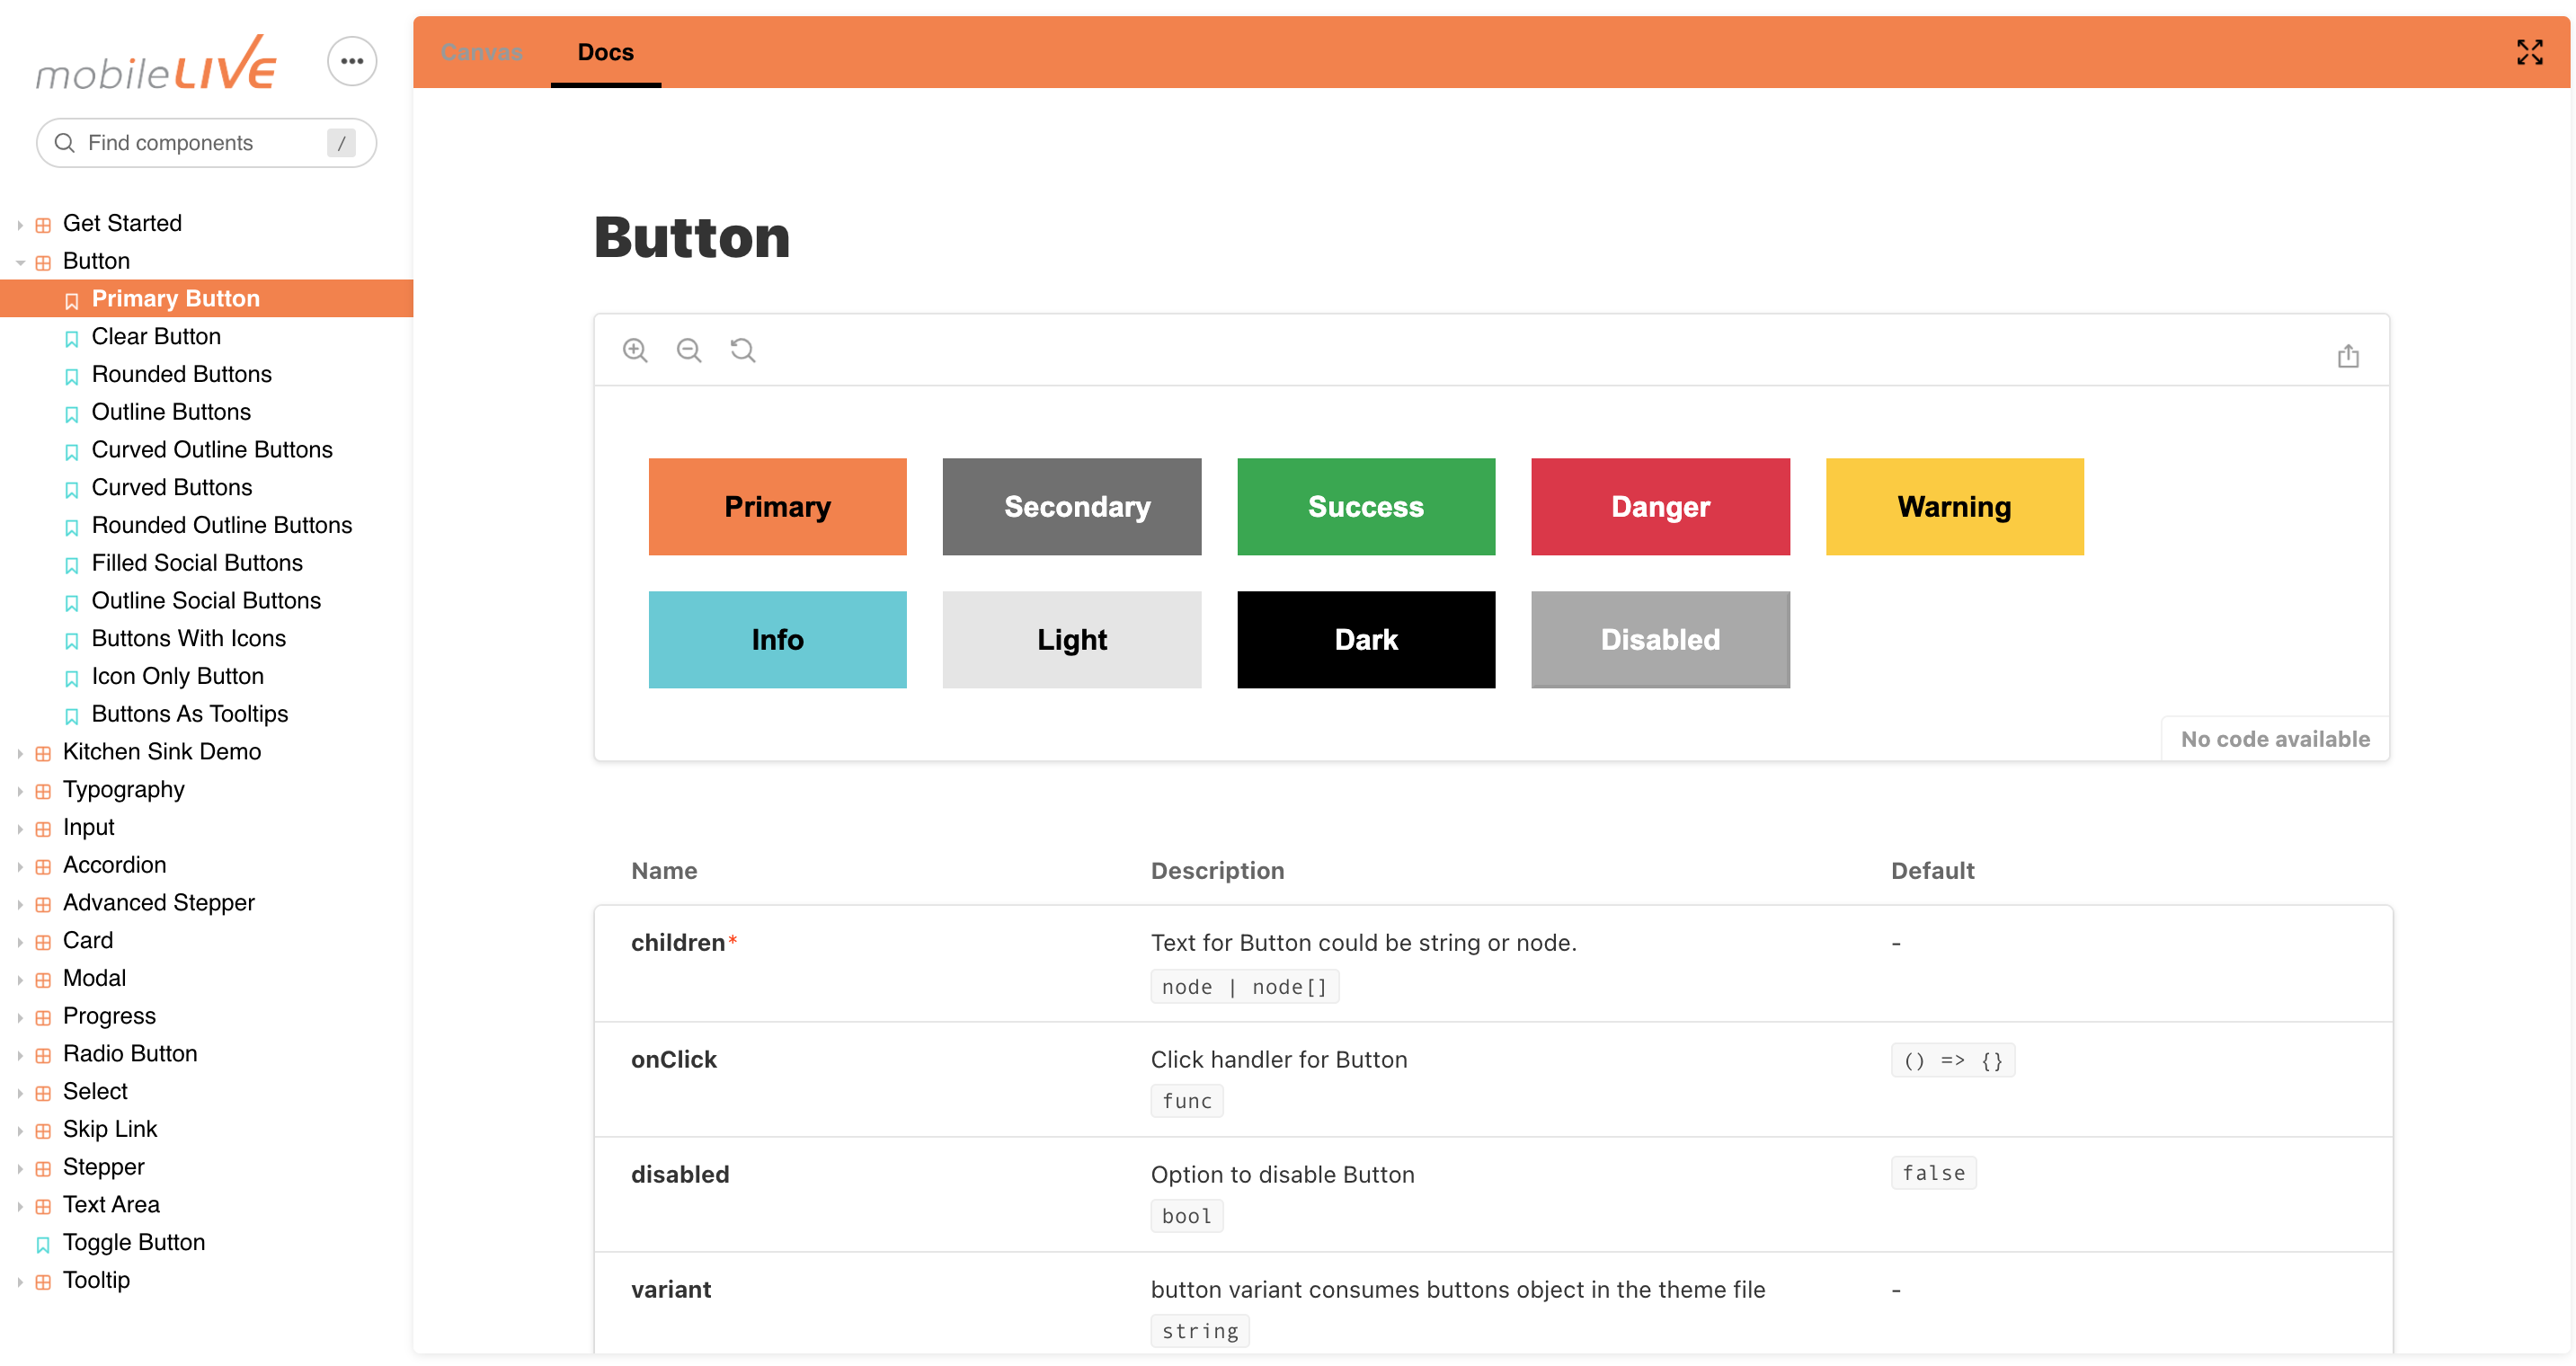 mobileLIVE
Find components /
Get Started
Button
Primary Button
Clear Button
Rounded Buttons
Outline Buttons
Curved Outline Buttons
Curved Buttons
Rounded Outline Buttons
Filled Social Buttons
Outline Social Buttons
Buttons With Icons
Icon Only Button
Buttons As Tooltips
Kitchen Sink Demo
Typography
Input
Accordion
Advanced Stepper
Card
Modal
Progress
Radio Button
Select
Skip Link
Stepper
Text Area
Toggle Button
Tooltip
Canvas Docs
Button
Primary Secondary Success Danger Warning
Info Light Dark Disabled
No code available
Name Description Default
children* Text for Button could be string or node. -
node | node[]
onClick Click handler for Button () => {}
func
disabled Option to disable Button false
bool
variant button variant consumes buttons object in the theme file -
string